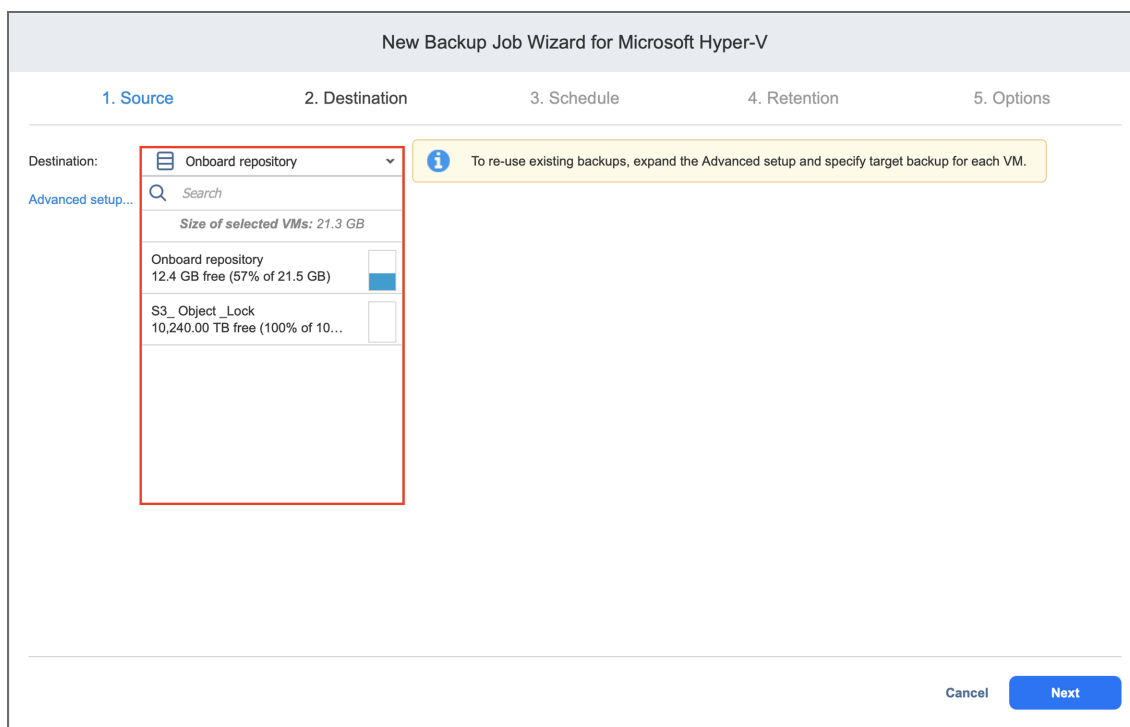 New Backup Job Wizard for Microsoft Hyper-V
1. Source
2. Destination
3. Schedule
4. Retention
5. Options
Destination:
Onboard repository
To re-use existing backups, expand the Advanced setup and specify target backup for each VM.
Advanced setup...
Search
Size of selected VMs: 21.3 GB
Onboard repository
12.4 GB free (57% of 21.5 GB)
S3_ Object _Lock
10,240.00 TB free (100% of 10...
Cancel
Next